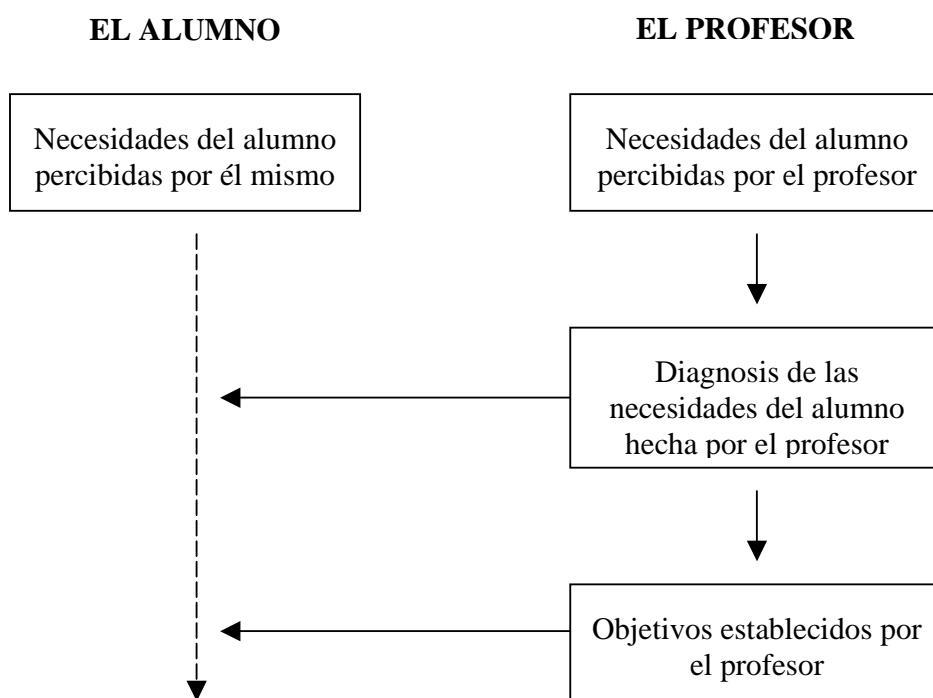 EL ALUMNO
EL PROFESOR
Necesidades del alumno
percibidas por él mismo
Necesidades del alumno
percibidas por el profesor
Diagnosis de las
necesidades del alumno
hecha por el profesor
Objetivos establecidos por
el profesor